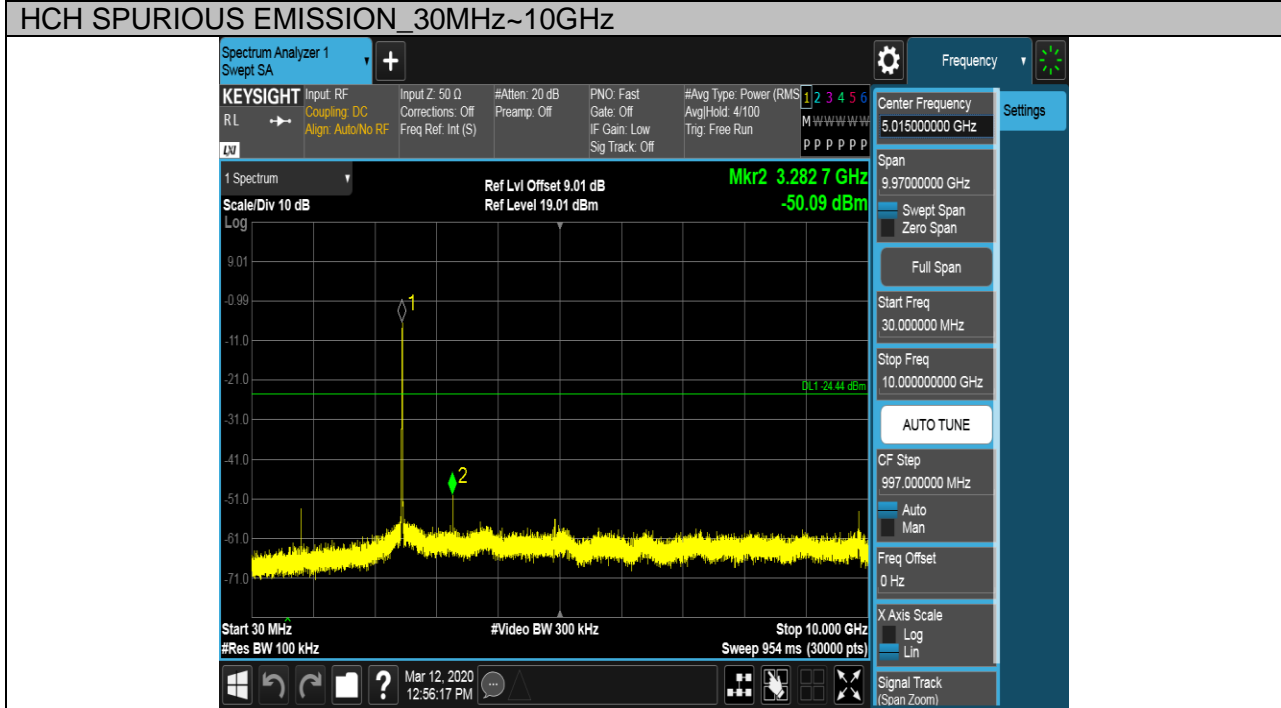 HCH SPURIOUS EMISSION_30MHz~10GHz
Spectrum Analyzer 1
Swept SA
+
Frequency
KEYSIGHT
RL
LXI
Input: RF
Coupling: DC
Align: Auto/No RF
Input Z: 50 Ω
Corrections: Off
Freq Ref: Int (S)
#Atten: 20 dB
Preamp: Off
PNO: Fast
Gate: Off
IF Gain: Low
Sig Track: Off
#Avg Type: Power (RMS
Avg|Hold: 4/100
Trig: Free Run
1 2 3 4 5 6
M W W W W W
P P P P P P
Center Frequency
5.015000000 GHz
Settings
1 Spectrum
Scale/Div 10 dB
Log
Ref Lvl Offset 9.01 dB
Ref Level 19.01 dBm
Mkr2 3.282 7 GHz
-50.09 dBm
Span
9.97000000 GHz
Swept Span
Zero Span
Full Span
Start Freq
30.000000 MHz
Stop Freq
10.000000000 GHz
AUTO TUNE
CF Step
997.000000 MHz
Auto
Man
Freq Offset
0 Hz
X Axis Scale
Log
Lin
Signal Track
(Span Zoom)
9.01
-0.99
-11.0
-21.0
-31.0
-41.0
-51.0
-61.0
-71.0
1
DL1 -24.44 dBm
2
Start 30 MHz
#Res BW 100 kHz
#Video BW 300 kHz
Stop 10.000 GHz
Sweep 954 ms (30000 pts)
?
Mar 12, 2020
12:56:17 PM